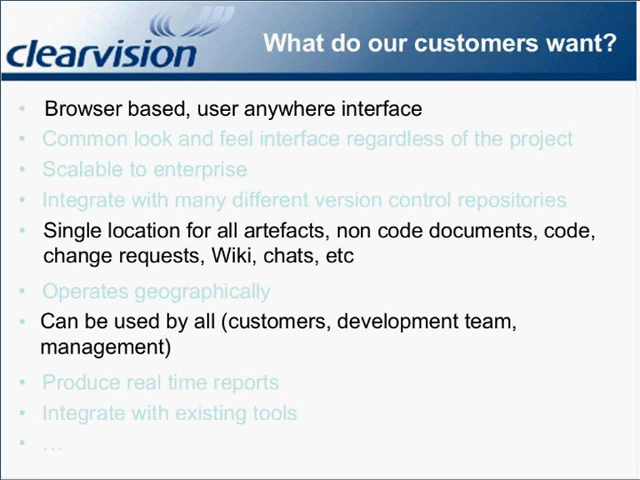 clearvision
What do our customers want?
• Browser based, user anywhere interface
• Common look and feel interface regardless of the project
• Scalable to enterprise
• Integrate with many different version control repositories
• Single location for all artefacts, non code documents, code,
change requests, Wiki, chats, etc
• Operates geographically
• Can be used by all (customers, development team,
management)
• Produce real time reports
• Integrate with existing tools
• …